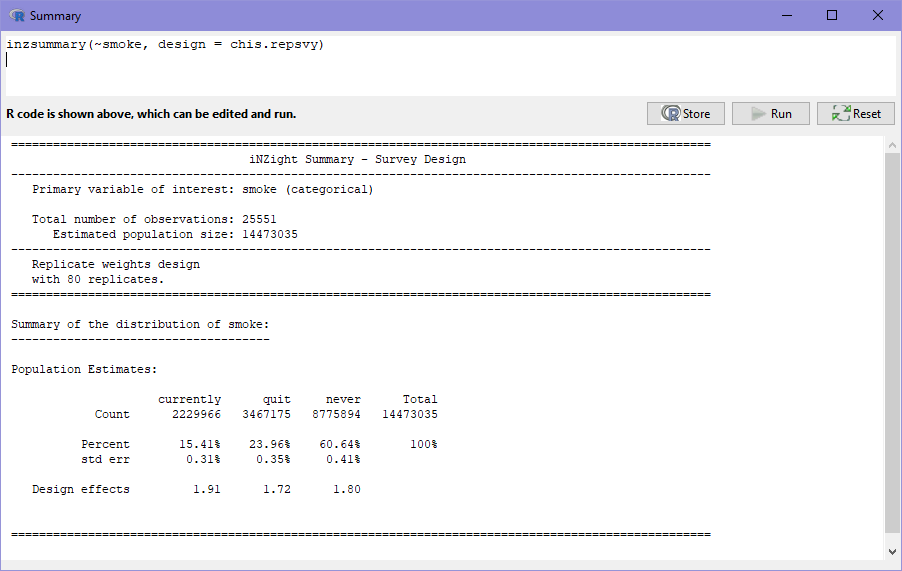 Summary
inzsummary(~smoke, design = chis.repsvy)
R code is shown above, which can be edited and run.
Store Run Reset
====================================================================================================
iNZight Summary - Survey Design
----------------------------------------------------------------------------------------------------
Primary variable of interest: smoke (categorical)
Total number of observations: 25551
Estimated population size: 14473035
----------------------------------------------------------------------------------------------------
Replicate weights design
with 80 replicates.
====================================================================================================
Summary of the distribution of smoke:
-------------------------------------
Population Estimates:
currently quit never Total
Count 2229966 3467175 8775894 14473035
Percent 15.41% 23.96% 60.64% 100%
std err 0.31% 0.35% 0.41%
Design effects 1.91 1.72 1.80
====================================================================================================